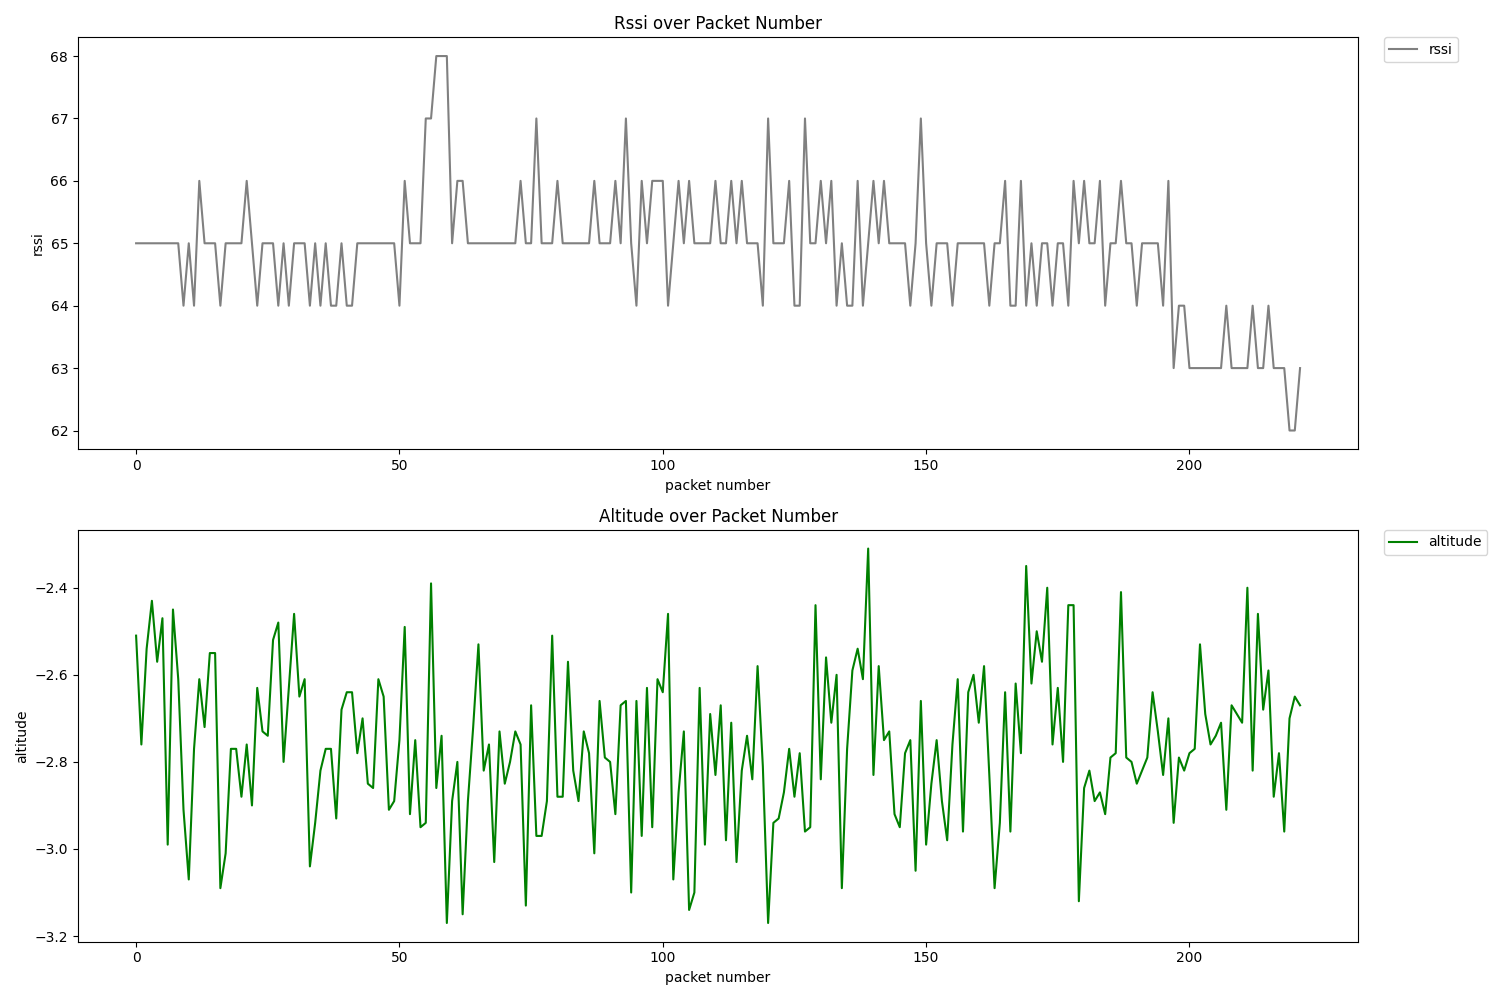 Rssi over Packet Number
rssi
68
67
66
65
64
63
62
rssi
0 50 100 150 200
packet number
Altitude over Packet Number
altitude
−2.4
−2.6
−2.8
−3.0
−3.2
altitude
0 50 100 150 200
packet number